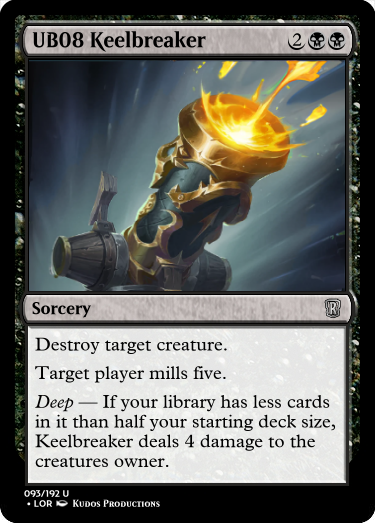 UB08 Keelbreaker 2
Sorcery
Destroy target creature.
Target player mills five.
Deep — If your library has less cards
in it than half your starting deck size,
Keelbreaker deals 4 damage to the
creatures owner.
093/192 U
• LOR Kudos Productions